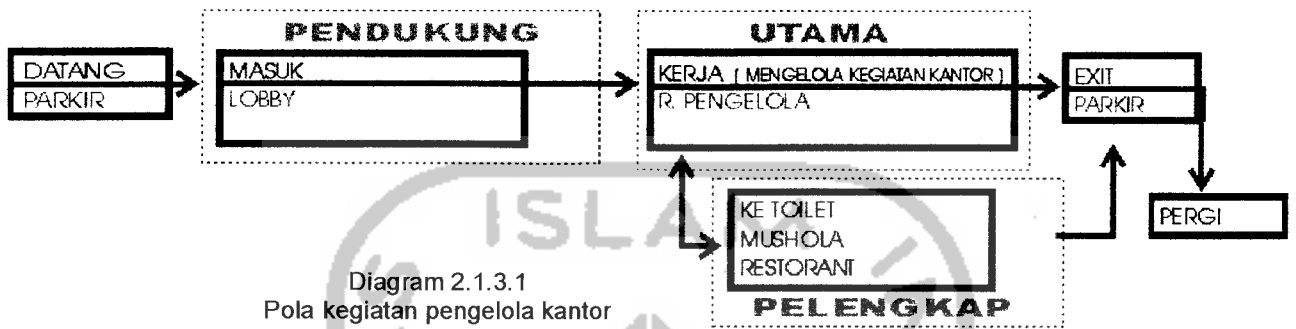 PENDUKUNG
UTAMA
DATANG
PARKIR
MASUK
LOBBY
KERJA ( MENGELOLA KEGIATAN KANTOR )
R. PENGELOLA
EXIT
PARKIR
KE TOILET
MUSHOLA
RESTORANT
PELENGKAP
PERGI
ISLAM
Diagram 2.1.3.1
Pola kegiatan pengelola kantor